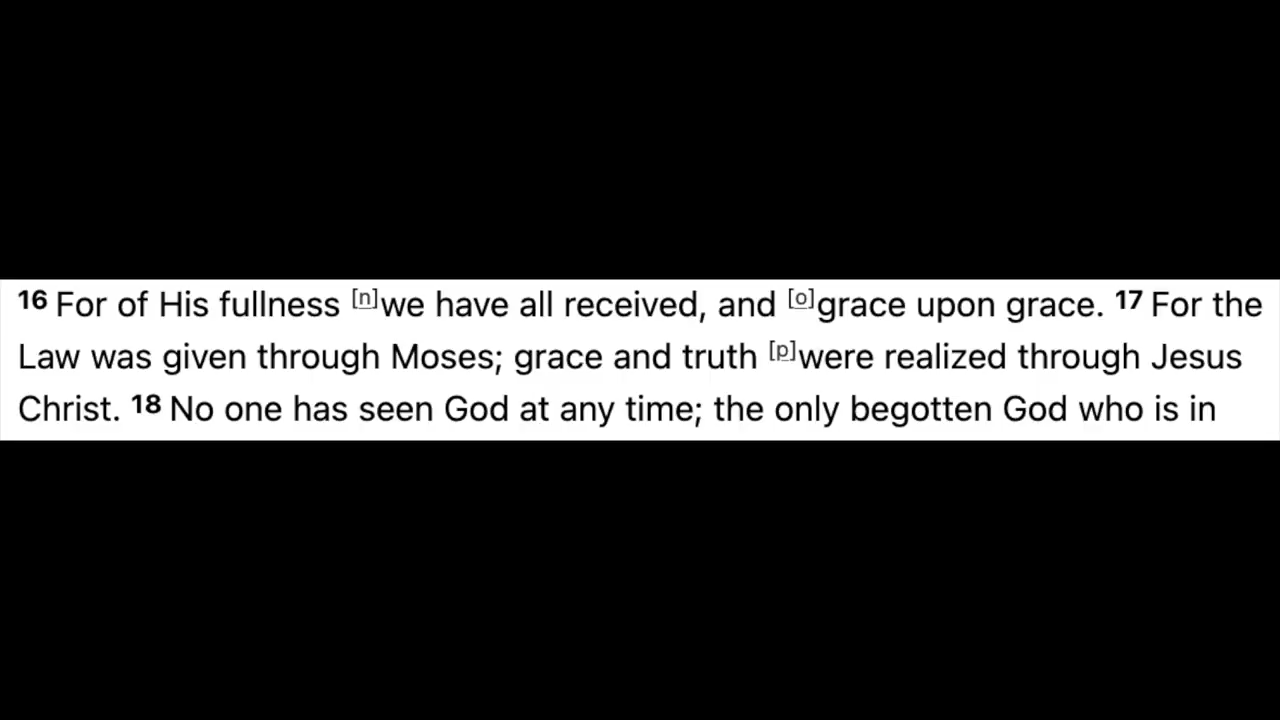 16 For of His fullness [n]we have all received, and [o]grace upon grace. 17 For the
Law was given through Moses; grace and truth [p]were realized through Jesus
Christ. 18 No one has seen God at any time; the only begotten God who is in